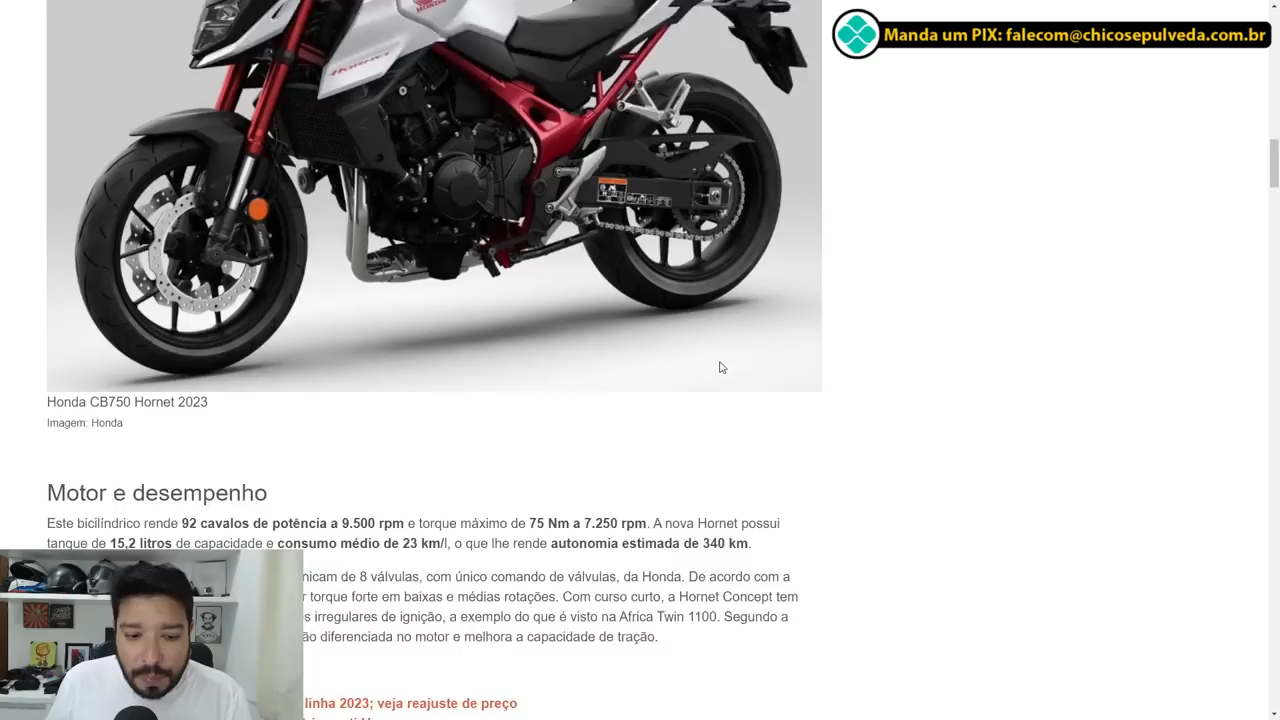 Manda um PIX: falecom@chicosepulveda.com.br
HONDA
HORNET
Honda CB750 Hornet 2023
Imagem: Honda
Motor e desempenho
Este bicilíndrico rende 92 cavalos de potência a 9.500 rpm e torque máximo de 75 Nm a 7.250 rpm. A nova Hornet possui
tanque de 15,2 litros de capacidade e consumo médio de 23 km/l, o que lhe rende autonomia estimada de 340 km.
nicam de 8 válvulas, com único comando de válvulas, da Honda. De acordo com a
r torque forte em baixas e médias rotações. Com curso curto, a Hornet Concept tem
s irregulares de ignição, a exemplo do que é visto na Africa Twin 1100. Segundo a
ão diferenciada no motor e melhora a capacidade de tração.
linha 2023; veja reajuste de preço